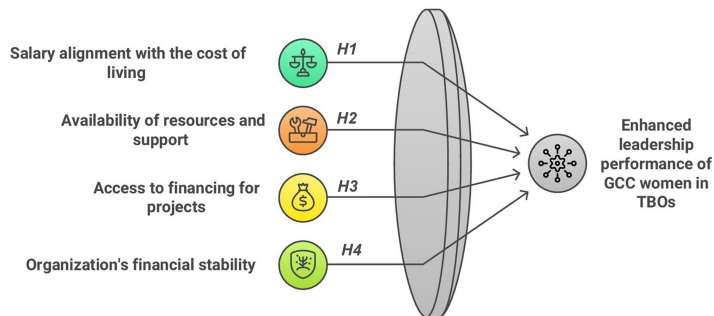 Salary alignment with the cost of
living
H1
Availability of resources and
support
H2
Access to financing for
projects
H3
Organization's financial stability
H4
Enhanced
leadership
performance of
GCC women in
TBOs